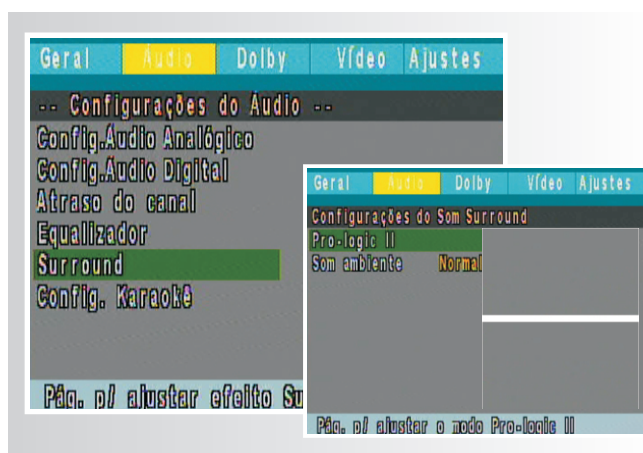 Geral Áudio Dolby Vídeo Ajustes
-- Configurações do Áudio --
Config.Áudio Analógico
Config.Áudio Digital
Atraso do canal
Equalizador
Surround
Config. Karaokê
Pág. p/ ajustar efeito Su
Geral Áudio Dolby Vídeo Ajustes
Configurações do Som Surround
Pro-logic II
Som ambiente Normal
Pág. p/ ajustar o modo Pro-logic II